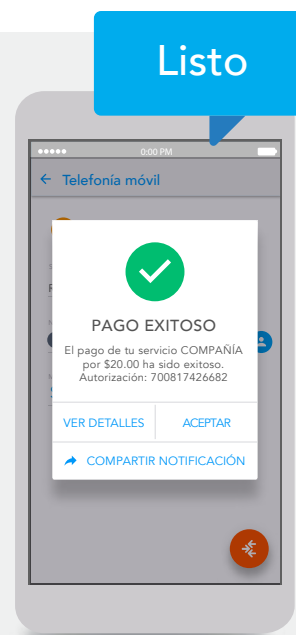 Listo
0:00 PM
Telefonía móvil
PAGO EXITOSO
El pago de tu servicio COMPAÑÍA
por $20.00 ha sido exitoso.
Autorización: 700817426682
VER DETALLES ACEPTAR
COMPARTIR NOTIFICACIÓN